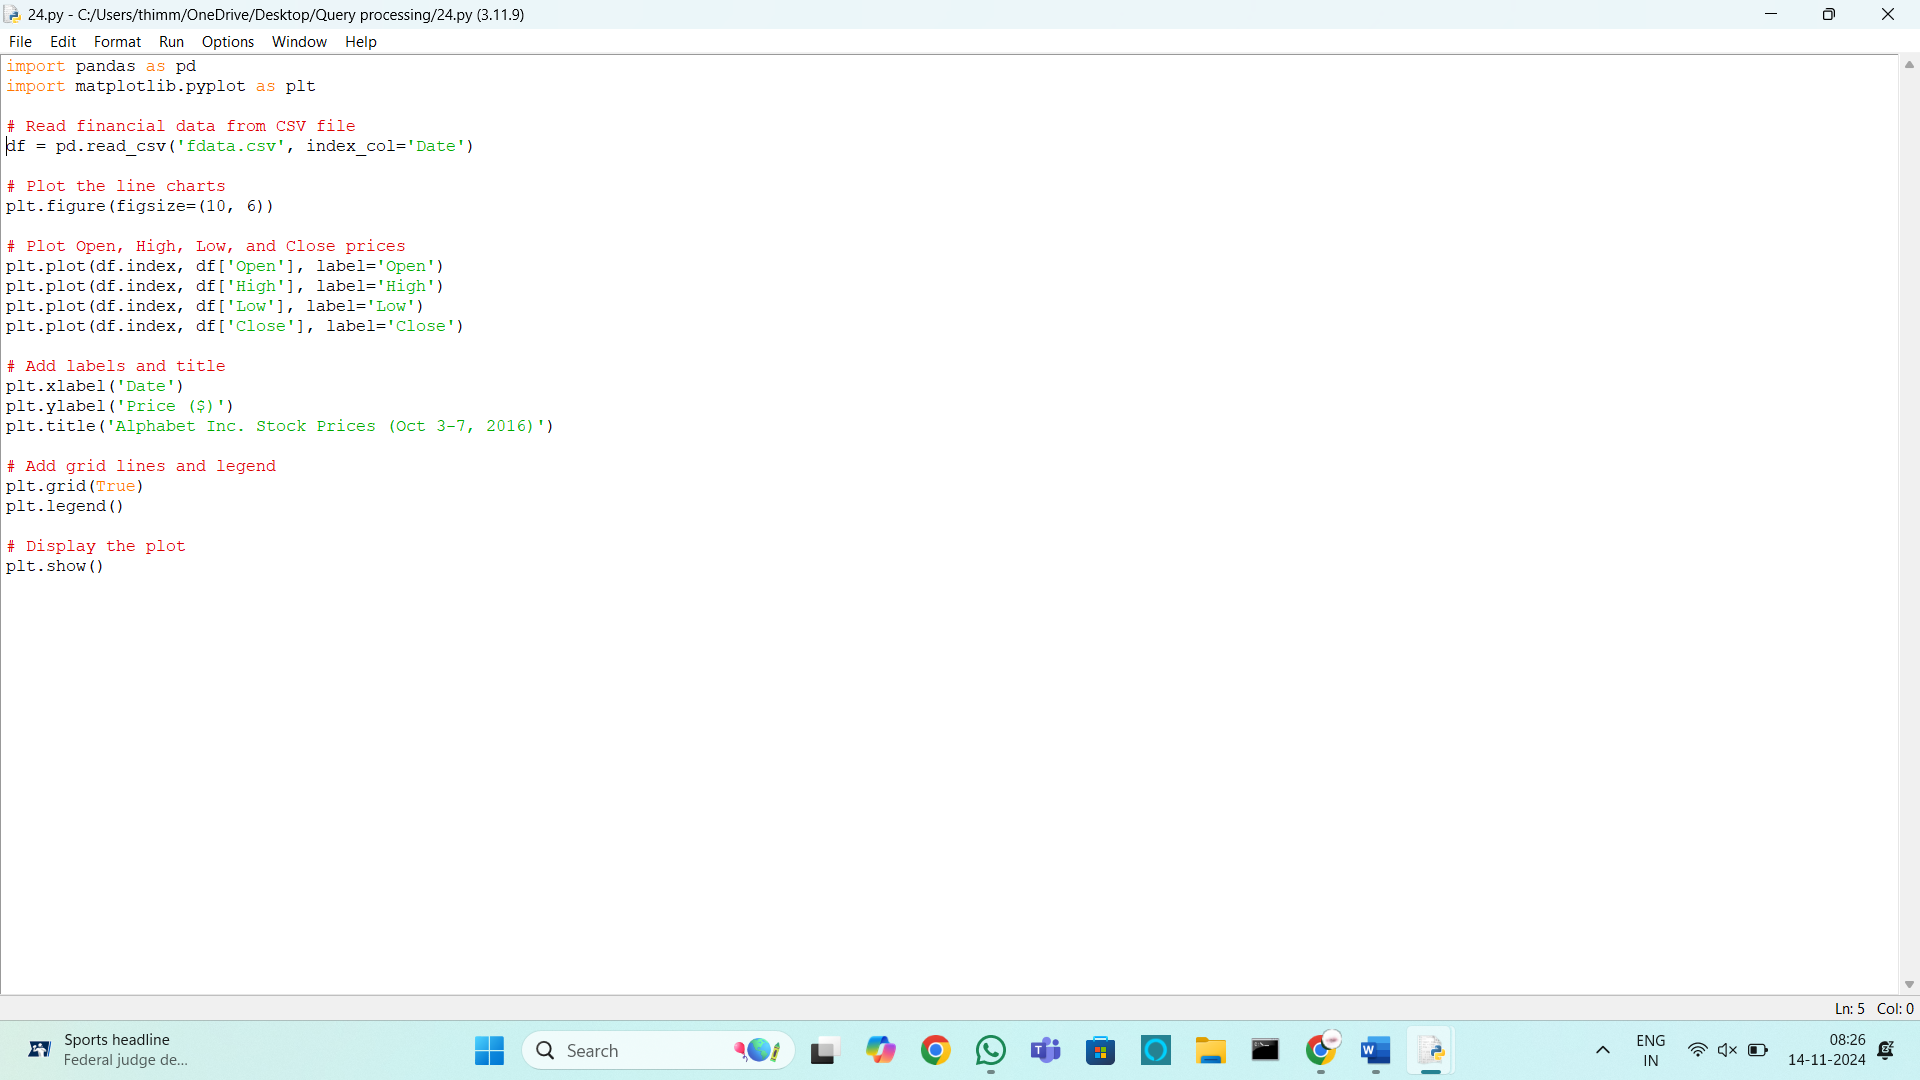 24.py - C:/Users/thimm/OneDrive/Desktop/Query processing/24.py (3.11.9)
File Edit Format Run Options Window Help
import pandas as pd
import matplotlib.pyplot as plt

# Read financial data from CSV file
df = pd.read_csv('fdata.csv', index_col='Date')

# Plot the line charts
plt.figure(figsize=(10, 6))

# Plot Open, High, Low, and Close prices
plt.plot(df.index, df['Open'], label='Open')
plt.plot(df.index, df['High'], label='High')
plt.plot(df.index, df['Low'], label='Low')
plt.plot(df.index, df['Close'], label='Close')

# Add labels and title
plt.xlabel('Date')
plt.ylabel('Price ($)')
plt.title('Alphabet Inc. Stock Prices (Oct 3-7, 2016)')

# Add grid lines and legend
plt.grid(True)
plt.legend()

# Display the plot
plt.show()
Ln: 5 Col: 0
Sports headline
Federal judge de...
Search
ENG
IN
08:26
14-11-2024